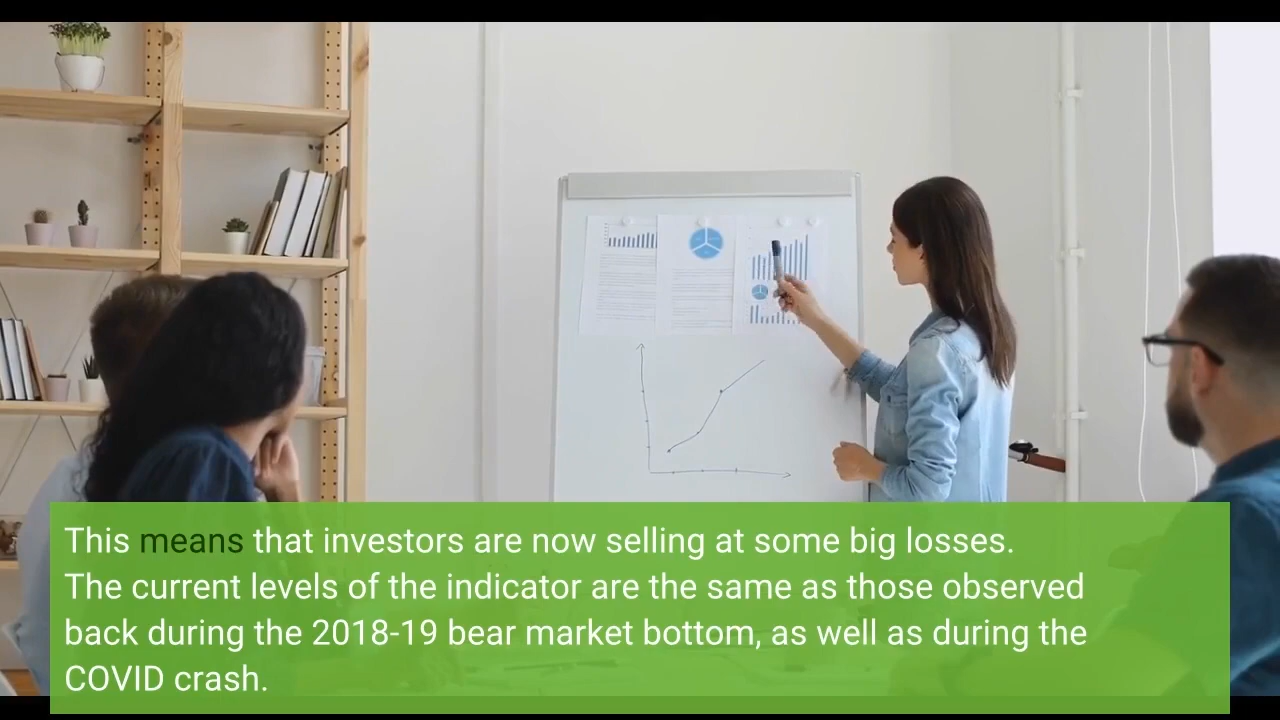 This means that investors are now selling at some big losses.
The current levels of the indicator are the same as those observed
back during the 2018-19 bear market bottom, as well as during the
COVID crash.